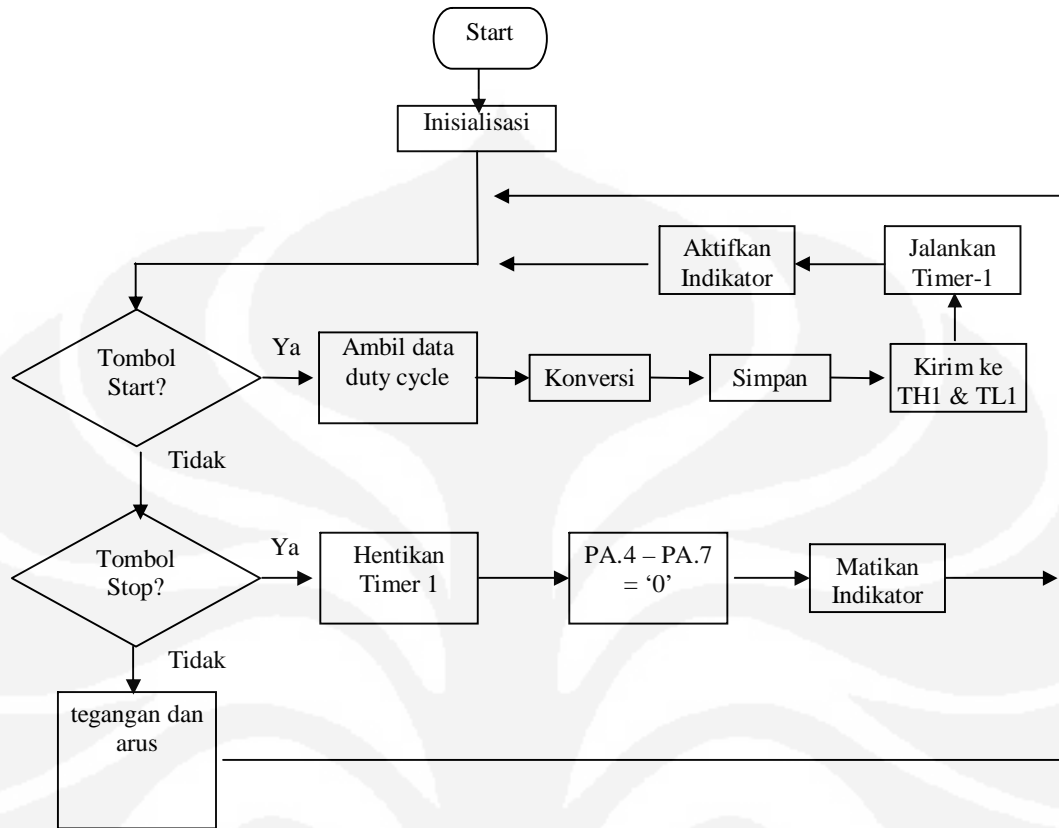 Start
Inisialisasi
Aktifkan
Indikator
Jalankan
Timer-1
Tombol
Start?
Ya
Ambil data
duty cycle
Konversi
Simpan
Kirim ke
TH1 & TL1
Tidak
Tombol
Stop?
Ya
Hentikan
Timer 1
PA.4 – PA.7
= ‘0’
Matikan
Indikator
Tidak
tegangan dan
arus